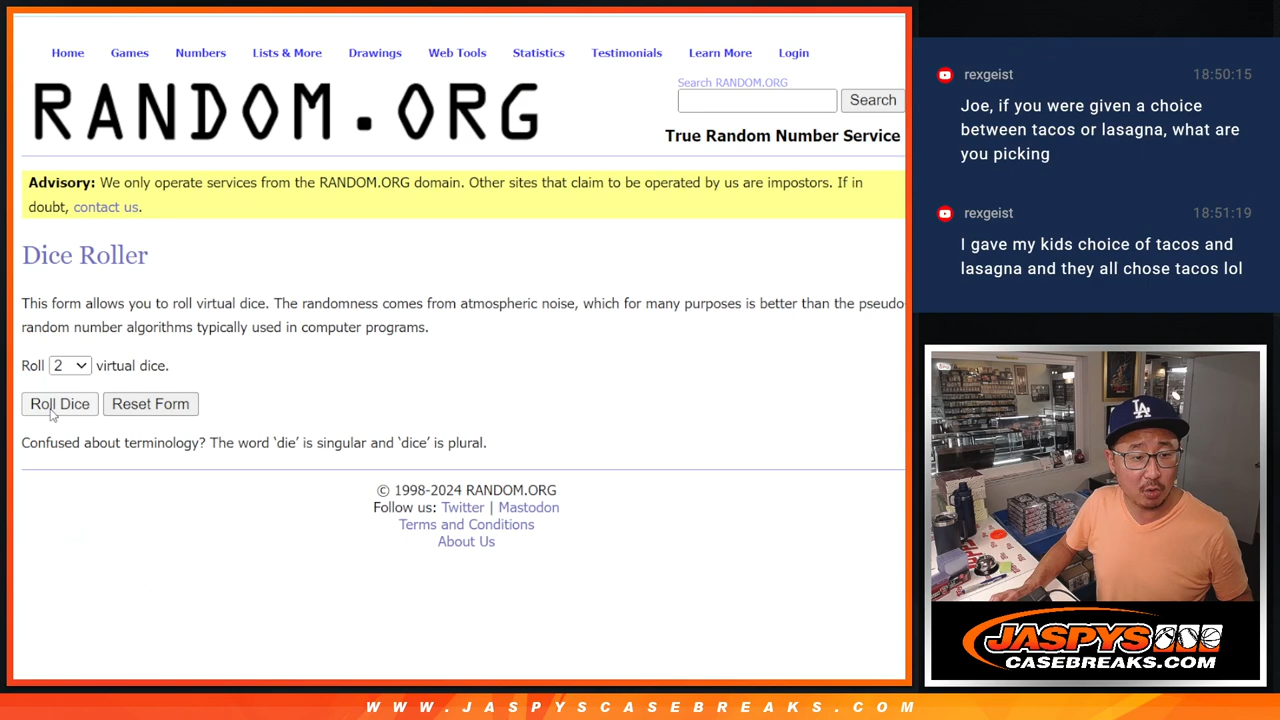 Home Games Numbers Lists & More Drawings Web Tools Statistics Testimonials Learn More Login
RANDOM.ORG
Search RANDOM.ORG
Search
True Random Number Service
Advisory: We only operate services from the RANDOM.ORG domain. Other sites that claim to be operated by us are impostors. If in
doubt, contact us.
Dice Roller
This form allows you to roll virtual dice. The randomness comes from atmospheric noise, which for many purposes is better than the pseudo
random number algorithms typically used in computer programs.
Roll 2 virtual dice.
Roll Dice Reset Form
Confused about terminology? The word ‘die’ is singular and ‘dice’ is plural.
© 1998-2024 RANDOM.ORG
Follow us: Twitter | Mastodon
Terms and Conditions
About Us
rexgeist 18:50:15
Joe, if you were given a choice
between tacos or lasagna, what are
you picking
rexgeist 18:51:19
I gave my kids choice of tacos and
lasagna and they all chose tacos lol
LA
JASPYS
CASEBREAKS.COM
WWW.JASPYSCASEBREAKS.COM